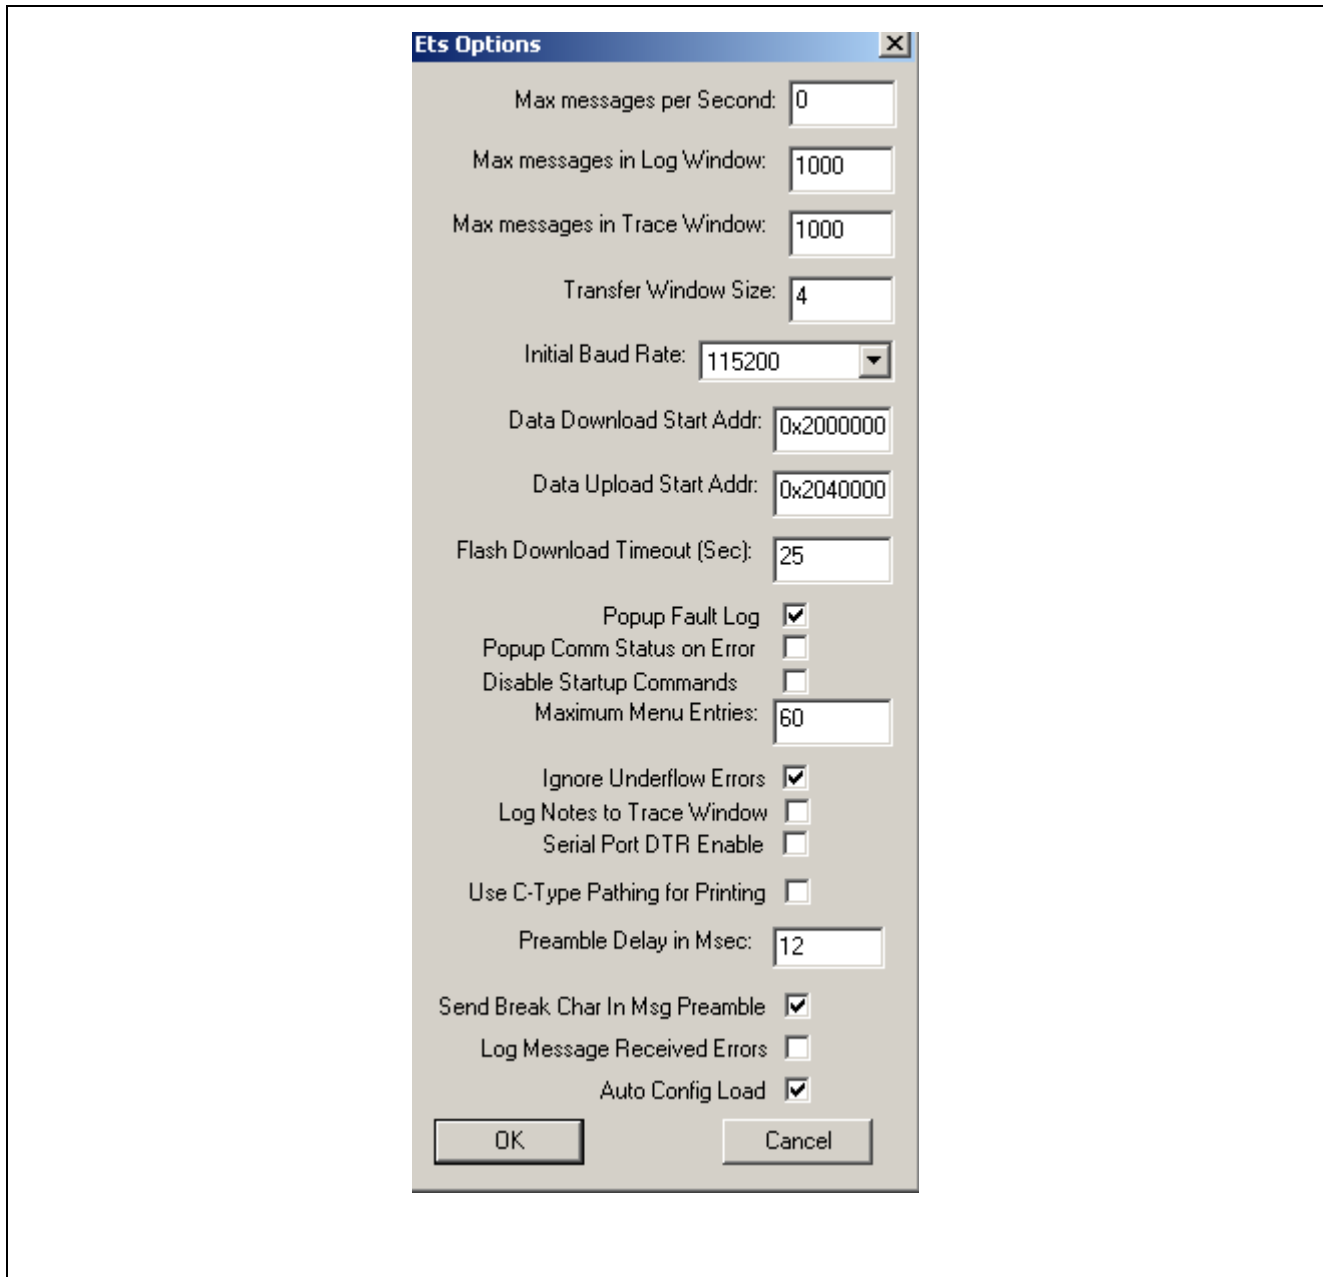 Ets Options
Max messages per Second: 0
Max messages in Log Window: 1000
Max messages in Trace Window: 1000
Transfer Window Size: 4
Initial Baud Rate: 115200
Data Download Start Addr: 0x2000000
Data Upload Start Addr: 0x2040000
Flash Download Timeout (Sec): 25
Popup Fault Log
Popup Comm Status on Error
Disable Startup Commands
Maximum Menu Entries: 60
Ignore Underflow Errors
Log Notes to Trace Window
Serial Port DTR Enable
Use C-Type Pathing for Printing
Preamble Delay in Msec: 12
Send Break Char In Msg Preamble
Log Message Received Errors
Auto Config Load
OK Cancel